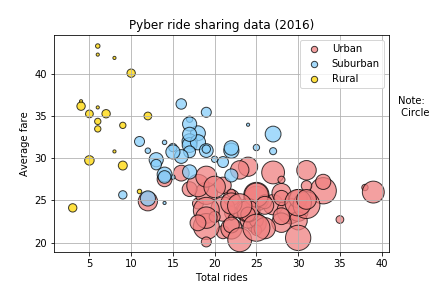 Pyber ride sharing data (2016)
Urban
Suburban
Rural
Note:
Circle
Average fare
40
35
30
25
20
5 10 15 20 25 30 35 40
Total rides